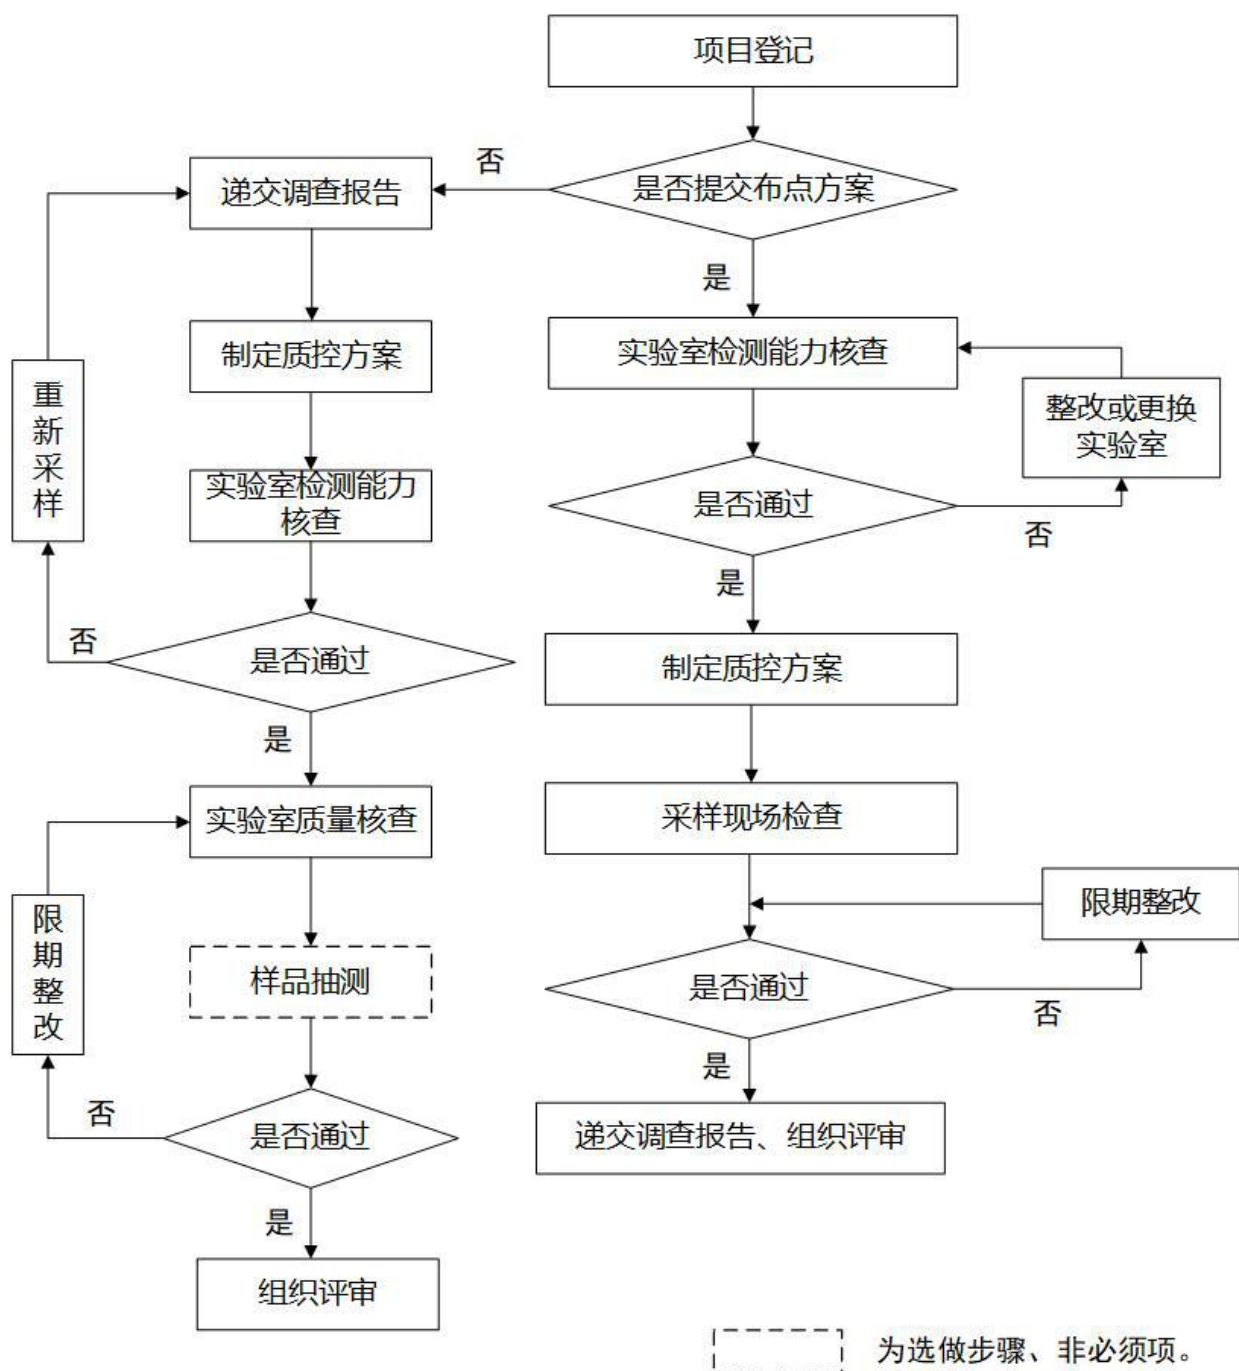 项目登记
否
递交调查报告
是否提交布点方案
是
制定质控方案
实验室检测能力核查
重新采样
整改或更换
实验室
实验室检测能力
核查
是否通过
否
是
否
是否通过
制定质控方案
是
实验室质量核查
采样现场检查
限期整改
限期整改
样品抽测
是否通过
否
是
否
是否通过
递交调查报告、组织评审
是
组织评审
为选做步骤、非必须项。